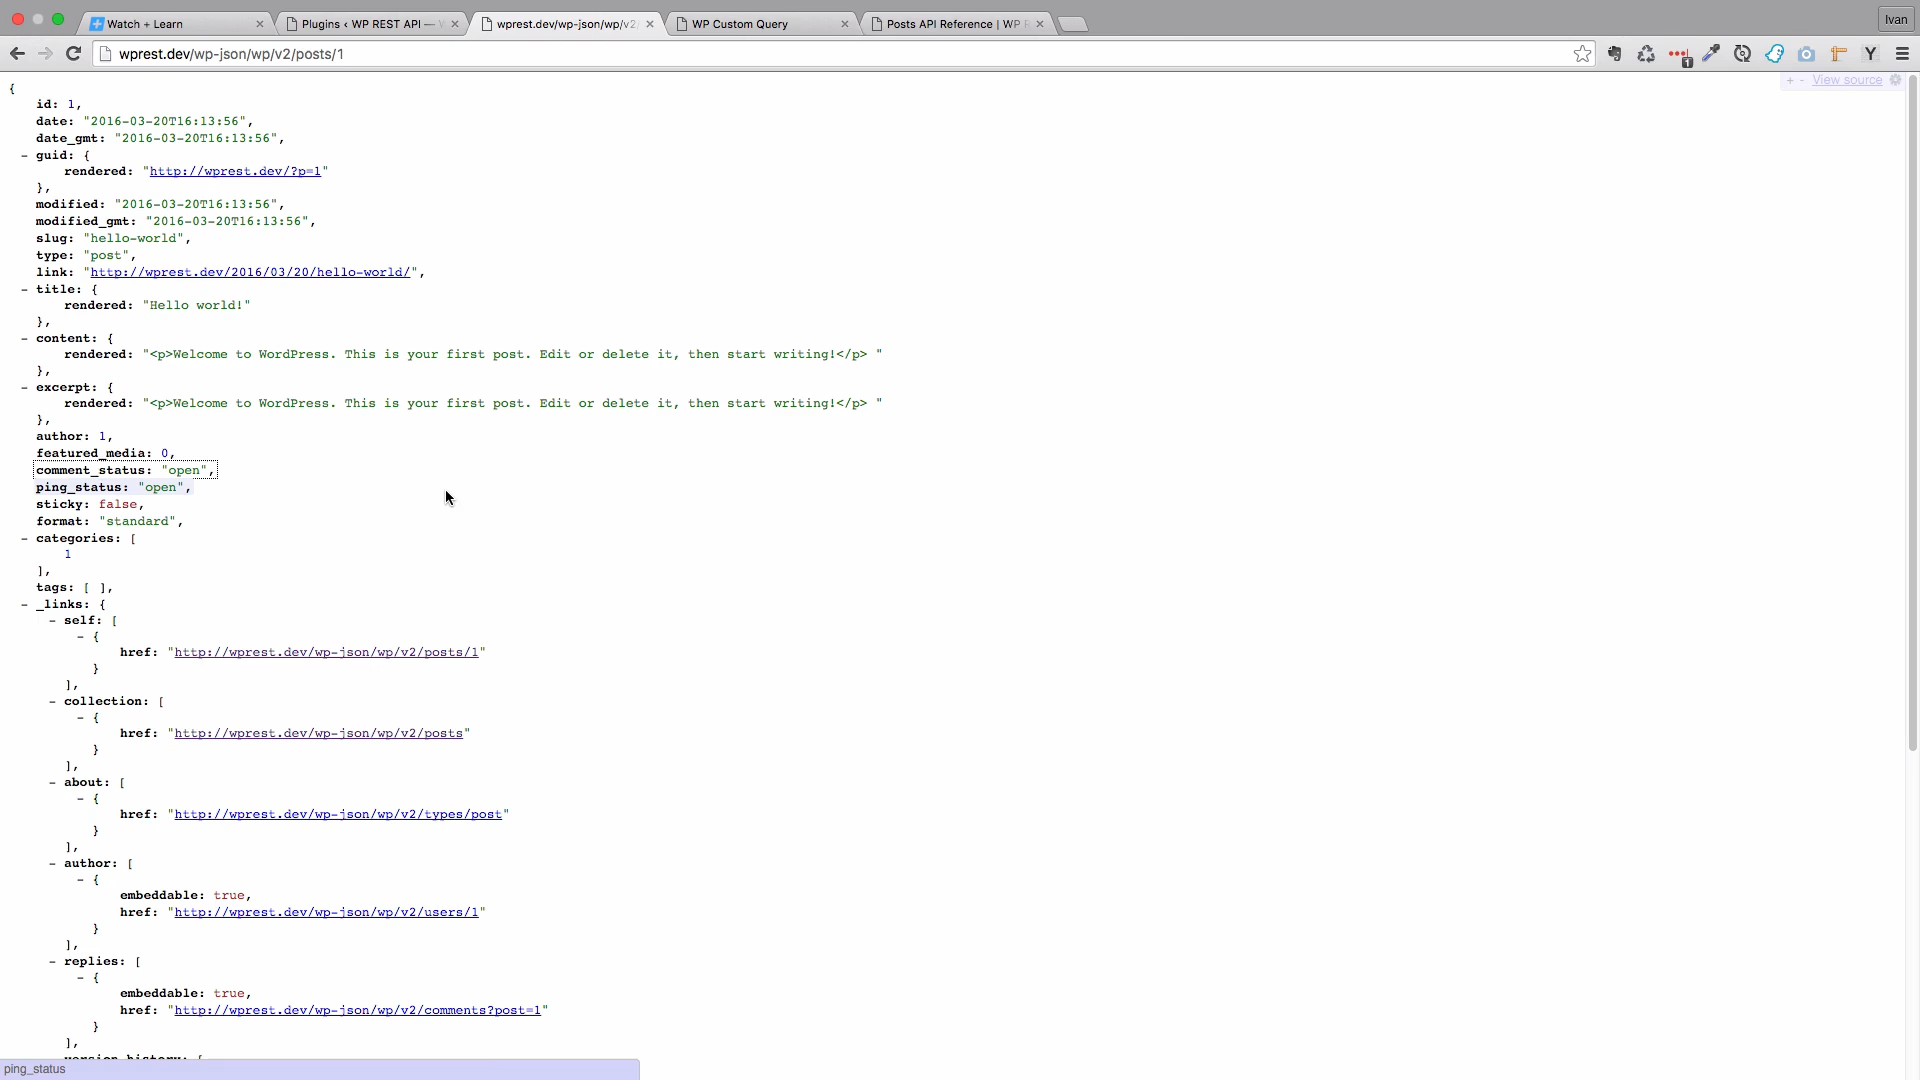 Watch + Learn
Plugins ‹ WP REST API — W
wprest.dev/wp-json/wp/v2/
WP Custom Query
Posts API Reference | WP R
Ivan
wprest.dev/wp-json/wp/v2/posts/1
1
+ - View source
{
id: 1,
date: "2016-03-20T16:13:56",
date_gmt: "2016-03-20T16:13:56",
- guid: {
rendered: "http://wprest.dev/?p=1"
},
modified: "2016-03-20T16:13:56",
modified_gmt: "2016-03-20T16:13:56",
slug: "hello-world",
type: "post",
link: "http://wprest.dev/2016/03/20/hello-world/",
- title: {
rendered: "Hello world!"
},
- content: {
rendered: "<p>Welcome to WordPress. This is your first post. Edit or delete it, then start writing!</p> "
},
- excerpt: {
rendered: "<p>Welcome to WordPress. This is your first post. Edit or delete it, then start writing!</p> "
},
author: 1,
featured_media: 0,
comment_status: "open",
ping_status: "open",
sticky: false,
format: "standard",
- categories: [
1
],
tags: [ ],
- _links: {
- self: [
- {
href: "http://wprest.dev/wp-json/wp/v2/posts/1"
}
],
- collection: [
- {
href: "http://wprest.dev/wp-json/wp/v2/posts"
}
],
- about: [
- {
href: "http://wprest.dev/wp-json/wp/v2/types/post"
}
],
- author: [
- {
embeddable: true,
href: "http://wprest.dev/wp-json/wp/v2/users/1"
}
],
- replies: [
- {
embeddable: true,
href: "http://wprest.dev/wp-json/wp/v2/comments?post=1"
}
],
ping_status